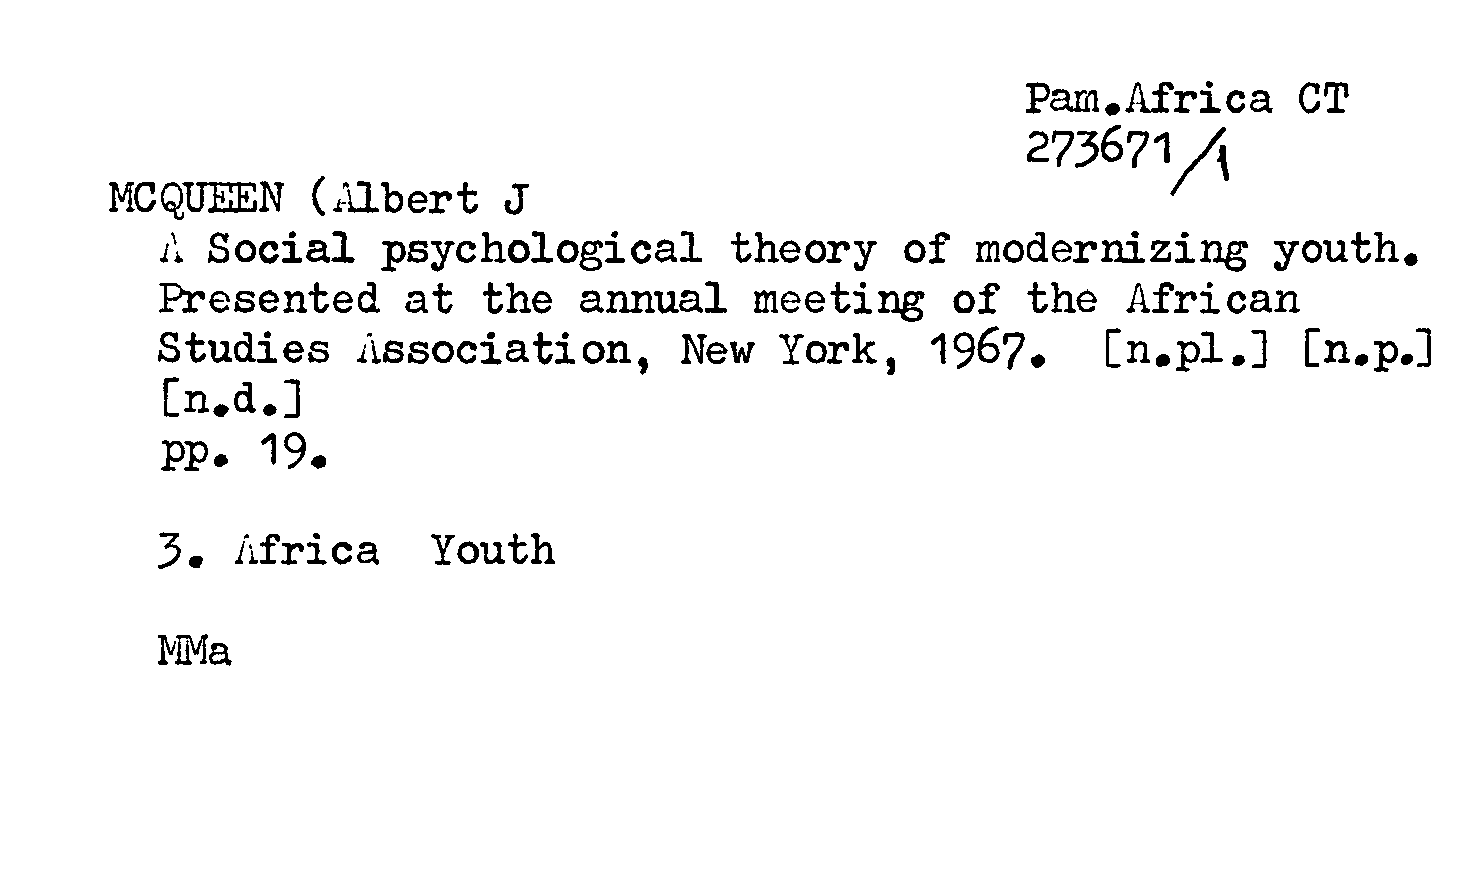 Pam.Africa CT
273671/1
MCQUEEN (Albert J
A Social psychological theory of modernizing youth.
Presented at the annual meeting of the African
Studies Association, New York, 1967. [n.pl.] [n.p.]
[n.d.]
pp. 19.
3. Africa Youth
MMa